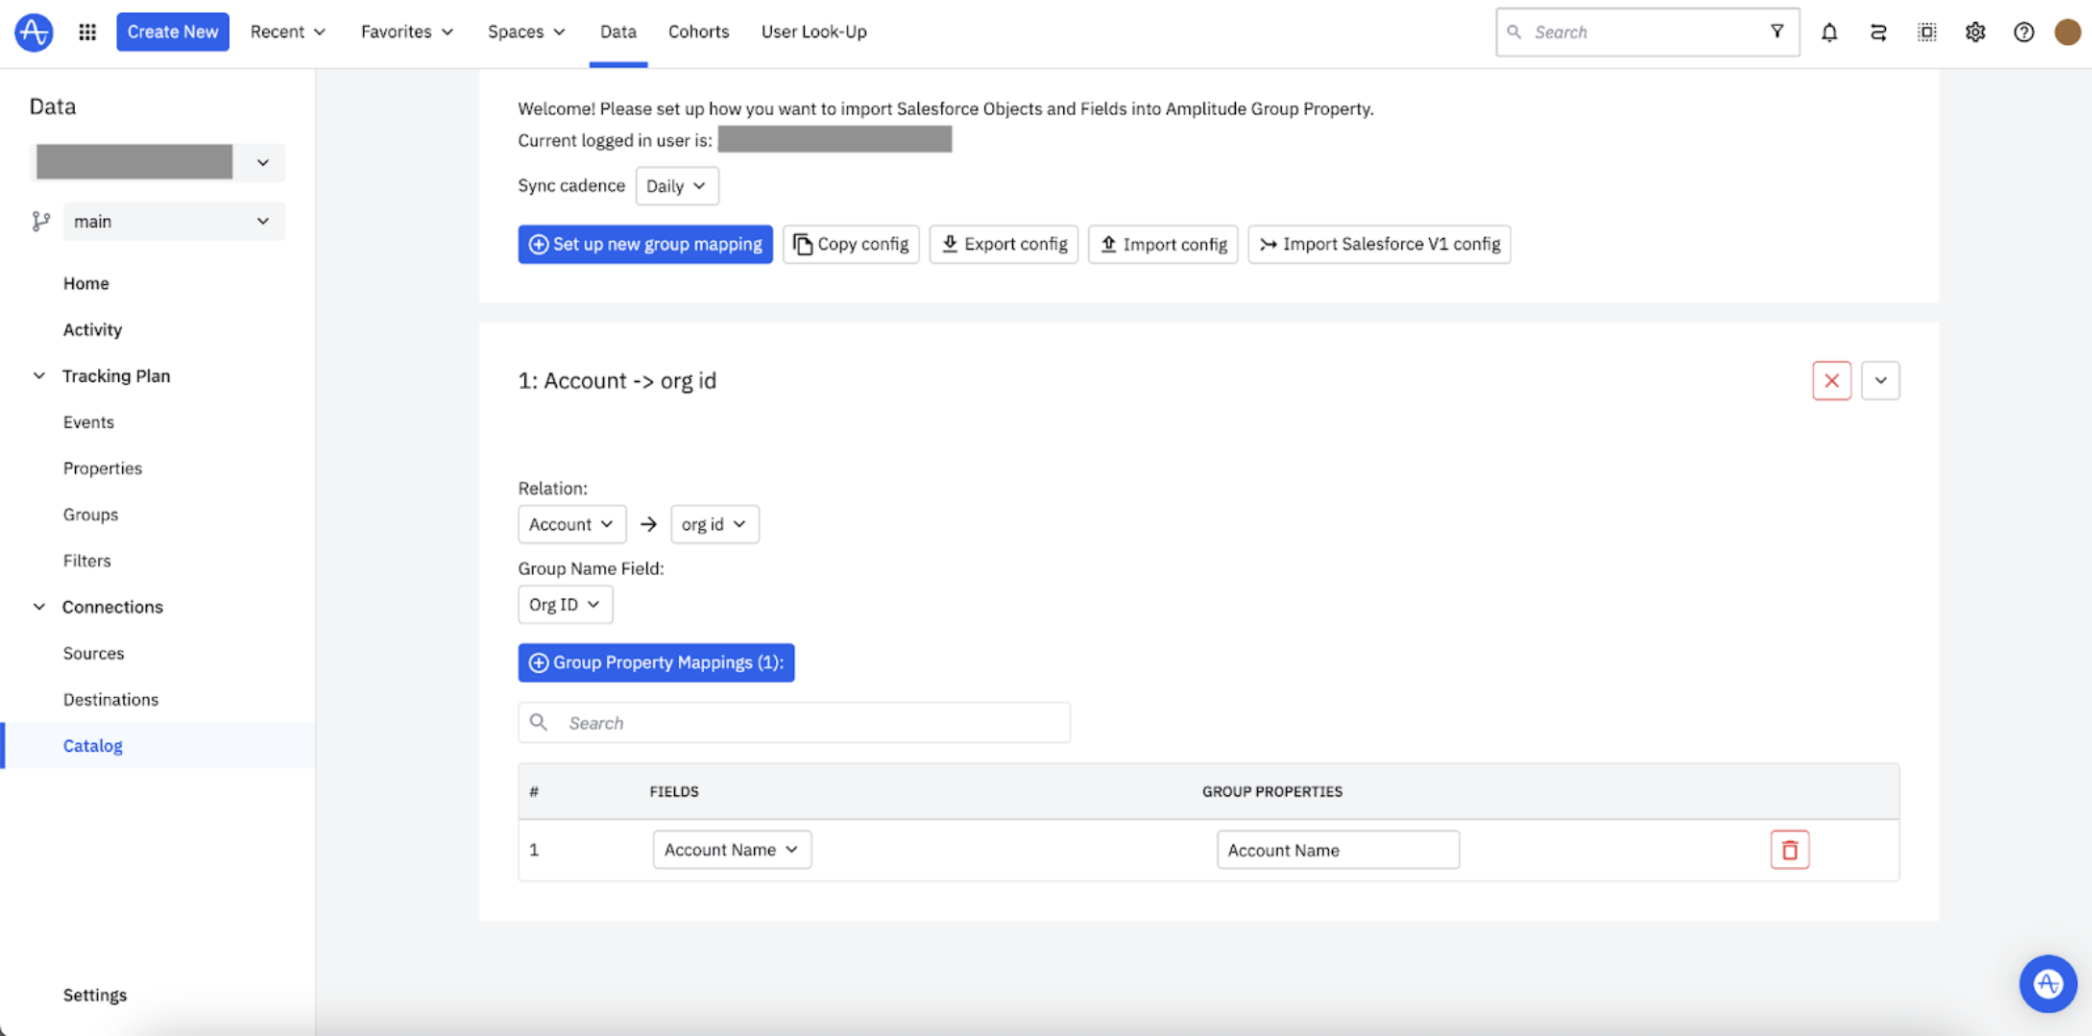 Create New Recent Favorites Spaces Data Cohorts User Look-Up Search
Data
main
Home
Activity
Tracking Plan
Events
Properties
Groups
Filters
Connections
Sources
Destinations
Catalog
Settings
Welcome! Please set up how you want to import Salesforce Objects and Fields into Amplitude Group Property.
Current logged in user is:
Sync cadence Daily
Set up new group mapping Copy config Export config Import config Import Salesforce V1 config
1: Account -> org id
Relation:
Account → org id
Group Name Field:
Org ID
Group Property Mappings (1):
Search
# FIELDS GROUP PROPERTIES
1 Account Name Account Name